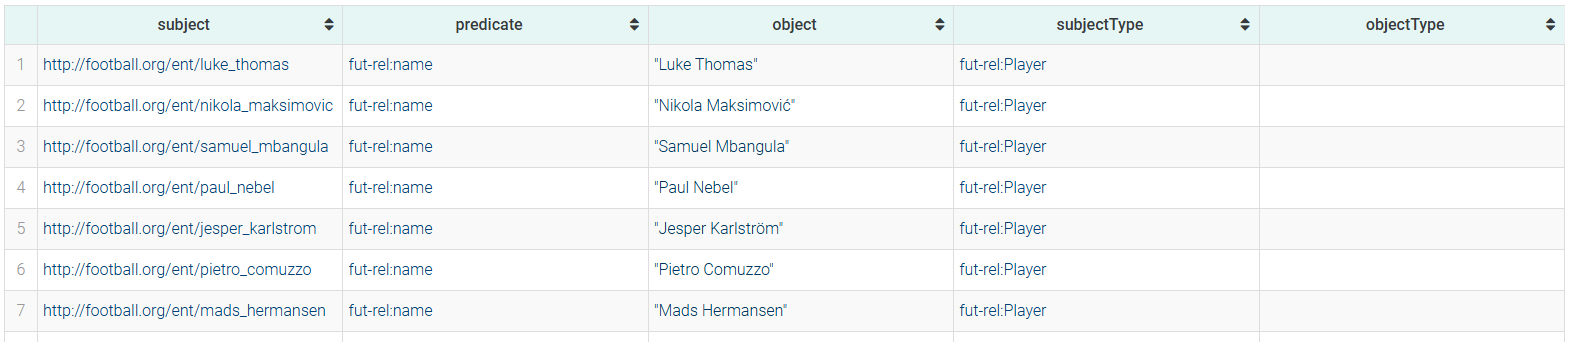 subject predicate object subjectType objectType
1 http://football.org/ent/luke_thomas fut-rel:name "Luke Thomas" fut-rel:Player
2 http://football.org/ent/nikola_maksimovic fut-rel:name "Nikola Maksimović" fut-rel:Player
3 http://football.org/ent/samuel_mbangula fut-rel:name "Samuel Mbangula" fut-rel:Player
4 http://football.org/ent/paul_nebel fut-rel:name "Paul Nebel" fut-rel:Player
5 http://football.org/ent/jesper_karlstrom fut-rel:name "Jesper Karlström" fut-rel:Player
6 http://football.org/ent/pietro_comuzzo fut-rel:name "Pietro Comuzzo" fut-rel:Player
7 http://football.org/ent/mads_hermansen fut-rel:name "Mads Hermansen" fut-rel:Player